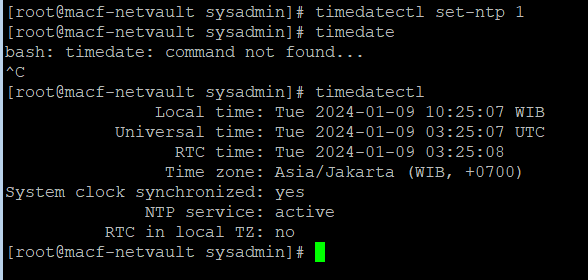 [root@macf-netvault sysadmin]# timedatectl set-ntp 1
[root@macf-netvault sysadmin]# timedate
bash: timedate: command not found...
^C
[root@macf-netvault sysadmin]# timedatectl
               Local time: Tue 2024-01-09 10:25:07 WIB
           Universal time: Tue 2024-01-09 03:25:07 UTC
                 RTC time: Tue 2024-01-09 03:25:08
                Time zone: Asia/Jakarta (WIB, +0700)
System clock synchronized: yes
              NTP service: active
          RTC in local TZ: no
[root@macf-netvault sysadmin]#